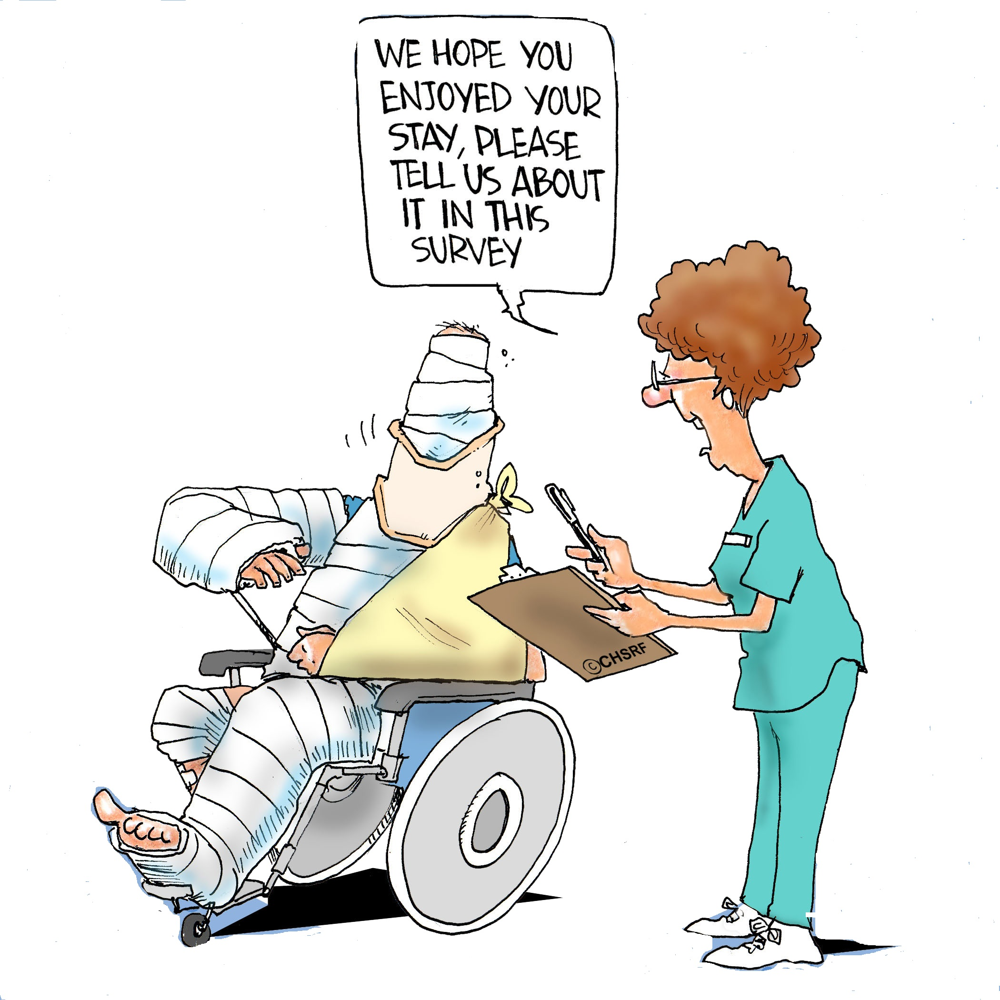 WE HOPE YOU
ENJOYED YOUR
STAY, PLEASE
TELL US ABOUT
IT IN THIS
SURVEY
©CHSRF